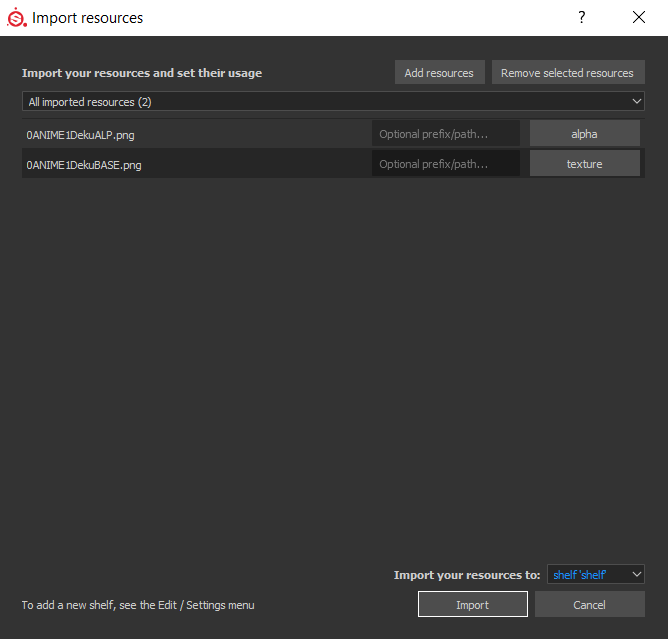 Import resources
?
Import your resources and set their usage
Add resources
Remove selected resources
All imported resources (2)
0ANIME1DekuALP.png
Optional prefix/path...
alpha
0ANIME1DekuBASE.png
Optional prefix/path...
texture
Import your resources to:
shelf 'shelf'
To add a new shelf, see the Edit / Settings menu
Import
Cancel